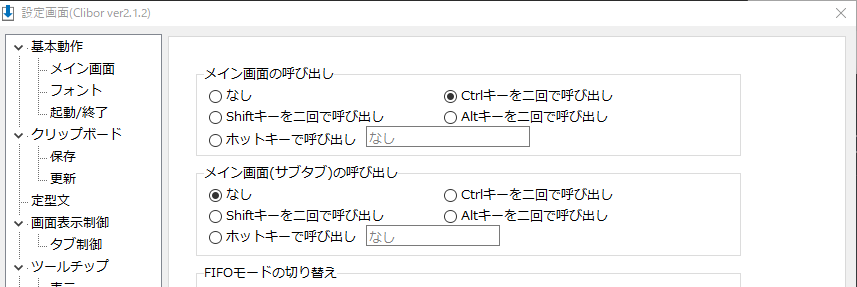 設定画面(Clibor ver2.1.2)
基本動作
メイン画面
フォント
起動/終了
クリップボード
保存
更新
定型文
画面表示制御
タブ制御
ツールチップ
メイン画面の呼び出し
なし
Ctrlキーを二回で呼び出し
Shiftキーを二回で呼び出し
Altキーを二回で呼び出し
ホットキーで呼び出し なし
メイン画面(サブタブ)の呼び出し
なし
Ctrlキーを二回で呼び出し
Shiftキーを二回で呼び出し
Altキーを二回で呼び出し
ホットキーで呼び出し なし
FIFOモードの切り替え